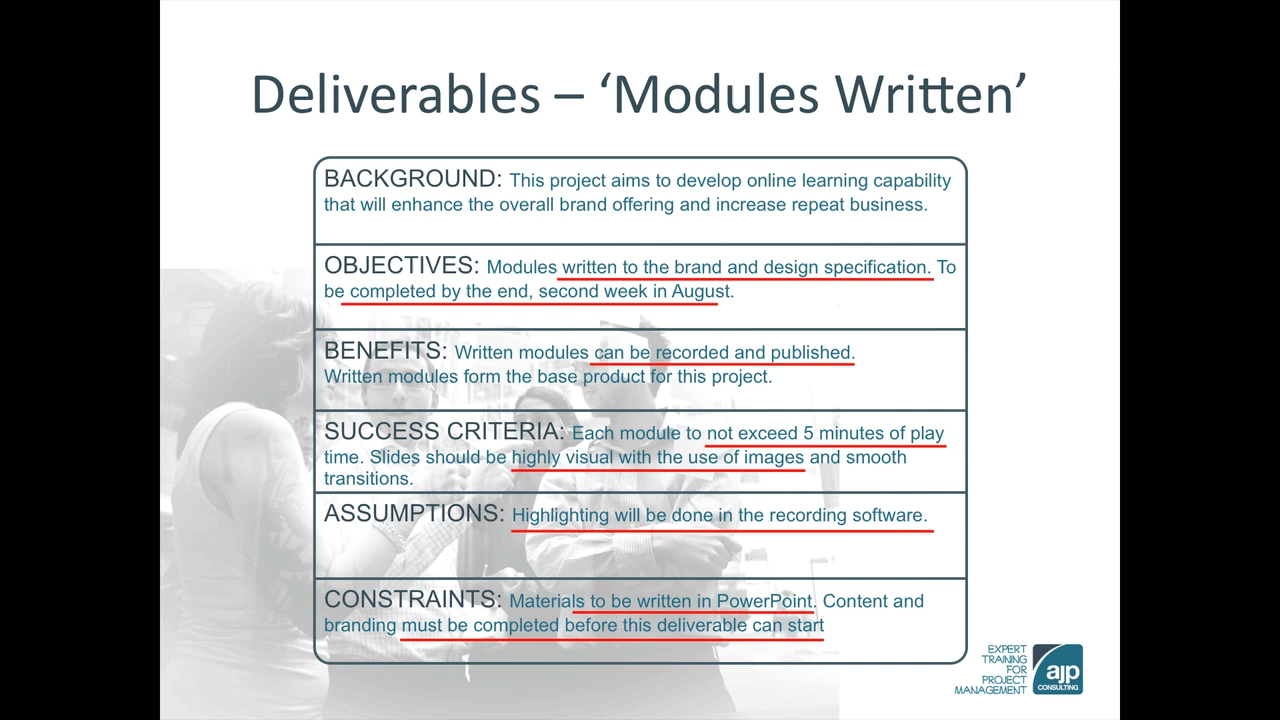 Deliverables – ‘Modules Written’
BACKGROUND: This project aims to develop online learning capability
that will enhance the overall brand offering and increase repeat business.
OBJECTIVES: Modules written to the brand and design specification. To
be completed by the end, second week in August.
BENEFITS: Written modules can be recorded and published.
Written modules form the base product for this project.
SUCCESS CRITERIA: Each module to not exceed 5 minutes of play
time. Slides should be highly visual with the use of images and smooth
transitions.
ASSUMPTIONS: Highlighting will be done in the recording software.
CONSTRAINTS: Materials to be written in PowerPoint. Content and
branding must be completed before this deliverable can start
EXPERT
TRAINING
FOR
PROJECT
MANAGEMENT
ajp
CONSULTING